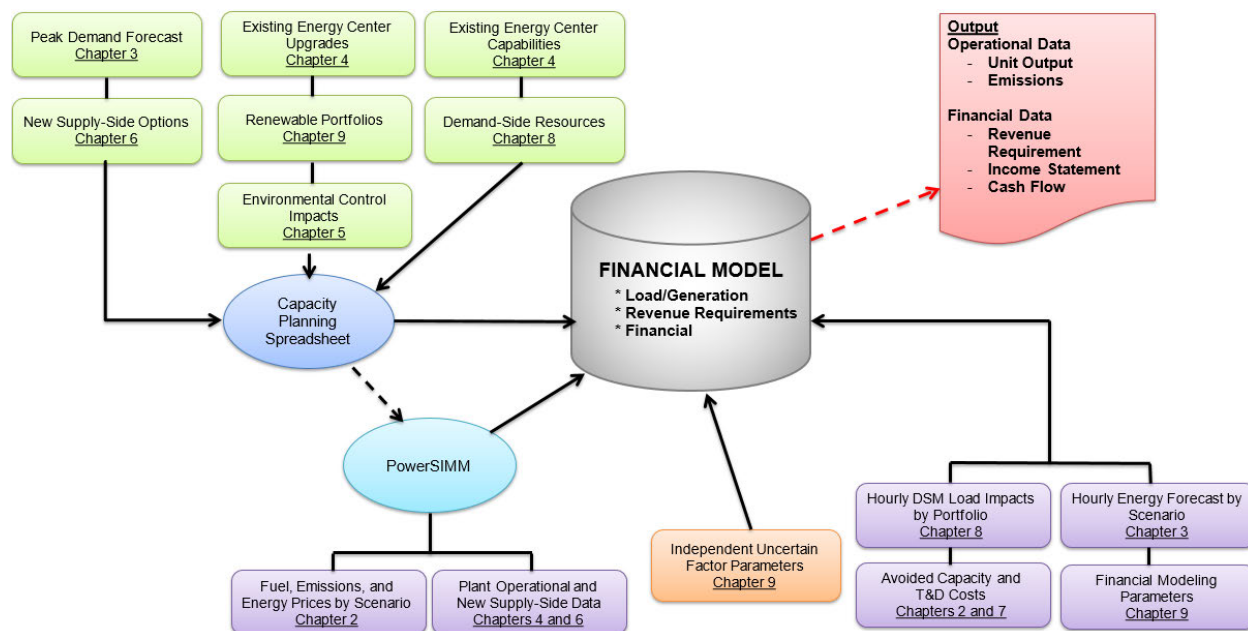 Peak Demand Forecast
Chapter 3
Existing Energy Center
Upgrades
Chapter 4
Existing Energy Center
Capabilities
Chapter 4
New Supply-Side Options
Chapter 6
Renewable Portfolios
Chapter 9
Demand-Side Resources
Chapter 8
Environmental Control
Impacts
Chapter 5
Output
Operational Data
- Unit Output
- Emissions
Financial Data
- Revenue
Requirement
- Income Statement
- Cash Flow
Capacity
Planning
Spreadsheet
FINANCIAL MODEL
* Load/Generation
* Revenue Requirements
* Financial
PowerSIMM
Fuel, Emissions, and
Energy Prices by Scenario
Chapter 2
Plant Operational and
New Supply-Side Data
Chapters 4 and 6
Independent Uncertain
Factor Parameters
Chapter 9
Hourly DSM Load Impacts
by Portfolio
Chapter 8
Hourly Energy Forecast by
Scenario
Chapter 3
Avoided Capacity and
T&D Costs
Chapters 2 and 7
Financial Modeling
Parameters
Chapter 9